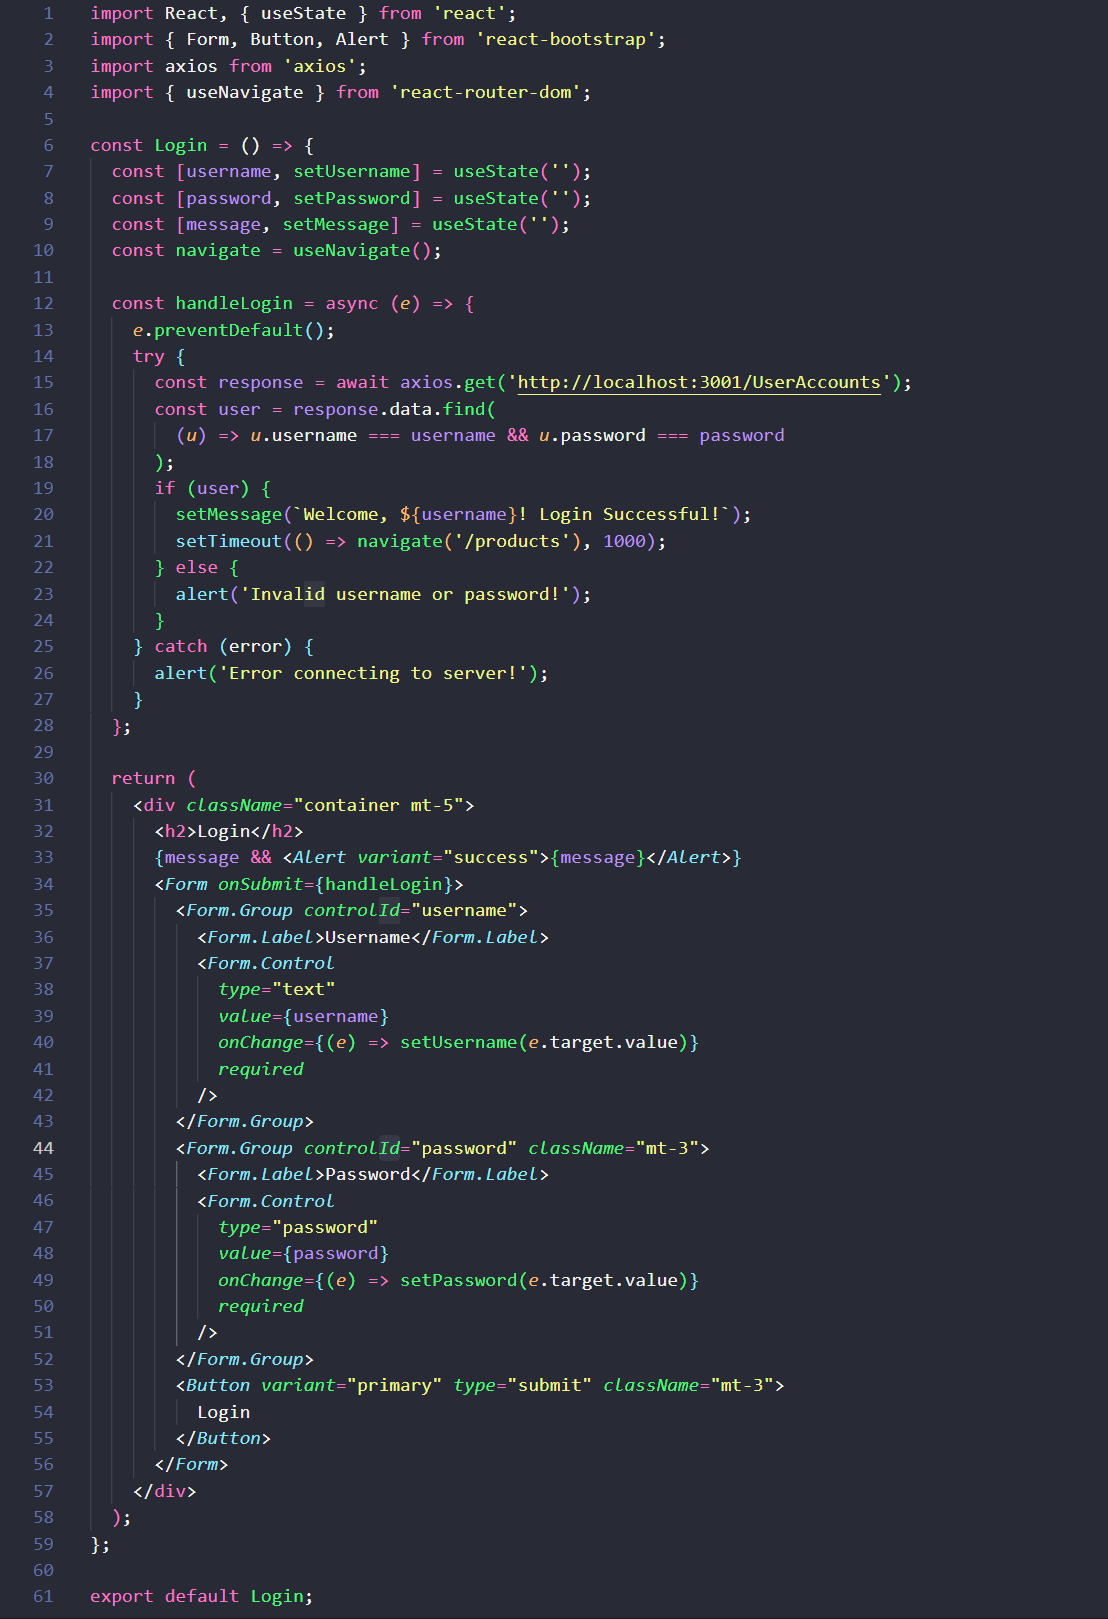 1 import React, { useState } from 'react';
2 import { Form, Button, Alert } from 'react-bootstrap';
3 import axios from 'axios';
4 import { useNavigate } from 'react-router-dom';
5
6 const Login = () => {
7   const [username, setUsername] = useState('');
8   const [password, setPassword] = useState('');
9   const [message, setMessage] = useState('');
10   const navigate = useNavigate();
11
12   const handleLogin = async (e) => {
13     e.preventDefault();
14     try {
15       const response = await axios.get('http://localhost:3001/UserAccounts');
16       const user = response.data.find(
17         (u) => u.username === username && u.password === password
18       );
19       if (user) {
20         setMessage(`Welcome, ${username}! Login Successful!`);
21         setTimeout(() => navigate('/products'), 1000);
22       } else {
23         alert('Invalid username or password!');
24       }
25     } catch (error) {
26       alert('Error connecting to server!');
27     }
28   };
29
30   return (
31     <div className="container mt-5">
32       <h2>Login</h2>
33       {message && <Alert variant="success">{message}</Alert>}
34       <Form onSubmit={handleLogin}>
35         <Form.Group controlId="username">
36           <Form.Label>Username</Form.Label>
37           <Form.Control
38             type="text"
39             value={username}
40             onChange={(e) => setUsername(e.target.value)}
41             required
42           />
43         </Form.Group>
44         <Form.Group controlId="password" className="mt-3">
45           <Form.Label>Password</Form.Label>
46           <Form.Control
47             type="password"
48             value={password}
49             onChange={(e) => setPassword(e.target.value)}
50             required
51           />
52         </Form.Group>
53         <Button variant="primary" type="submit" className="mt-3">
54           Login
55         </Button>
56       </Form>
57     </div>
58   );
59 };
60
61 export default Login;